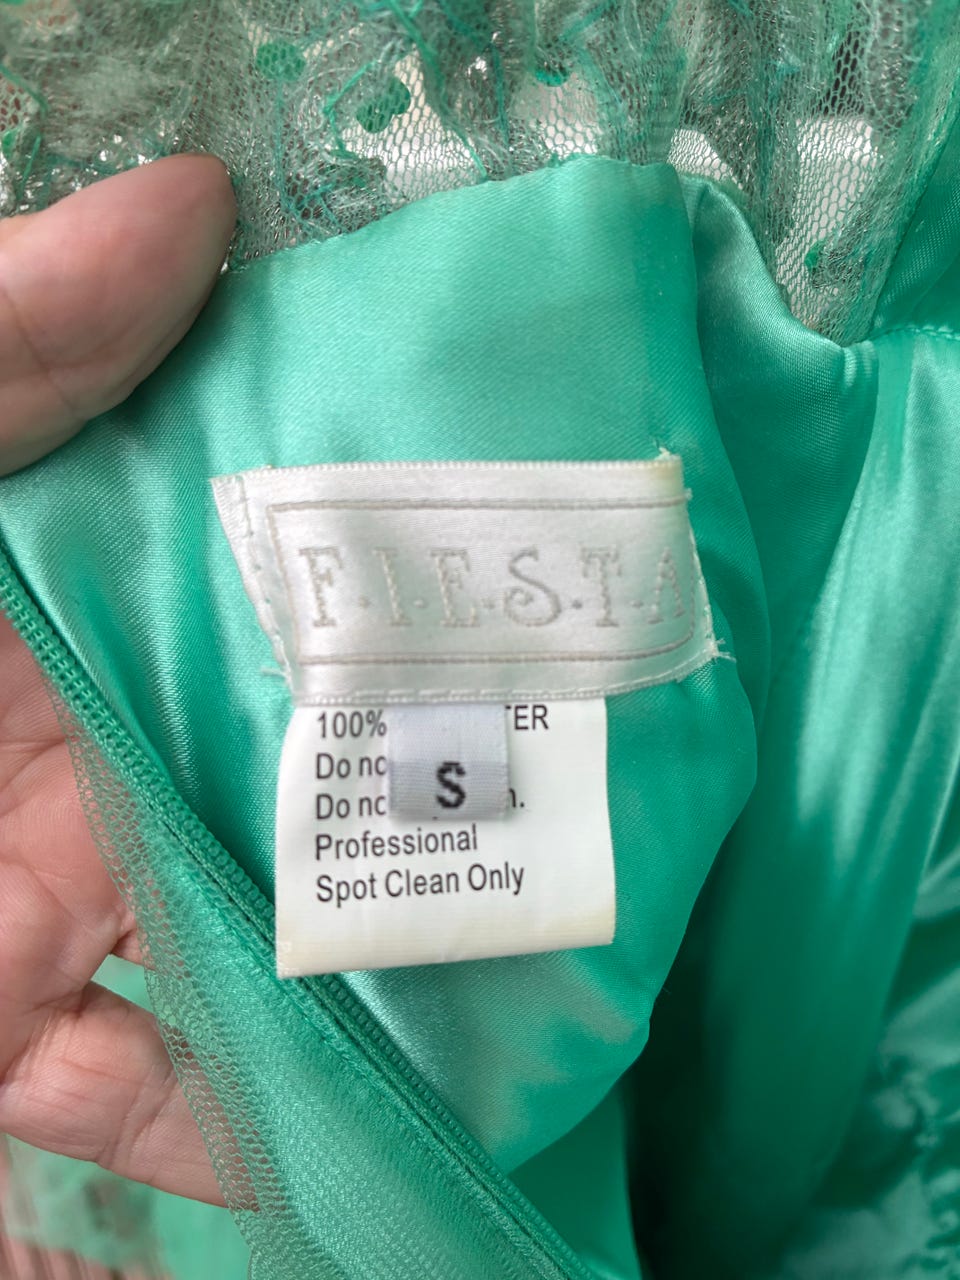 F.I.E.S.T.A
100% TER
Do no
S
Do no n.
Professional
Spot Clean Only